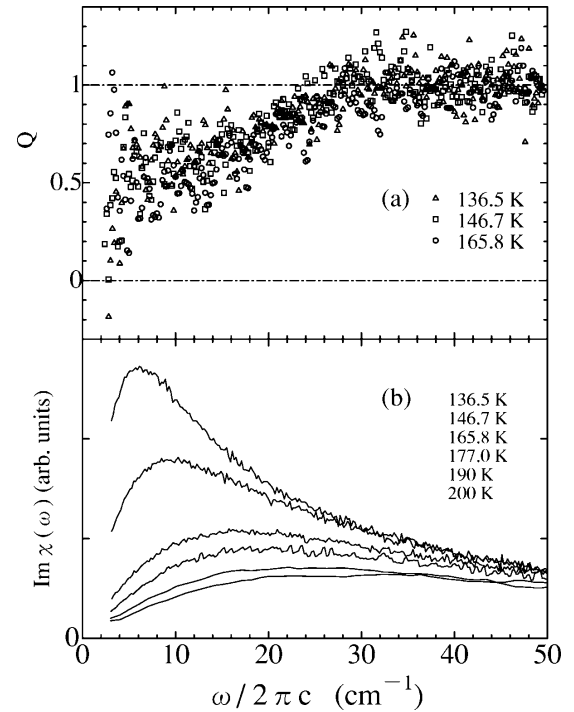 1
0.5
0
Q
(a)
△ 136.5 K
□ 146.7 K
○ 165.8 K
(b)
136.5 K
146.7 K
165.8 K
177.0 K
190 K
200 K
Im χ (ω) (arb. units)
0
0 10 20 30 40 50
ω / 2 π c (cm⁻¹)